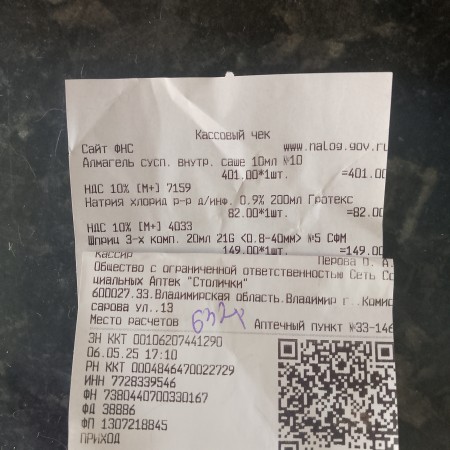 Кассовый чек
Сайт ФНС www.nalog.gov.ru
Алмагель сусп. внутр. саше 10мл №10
401.00*1шт. =401.00
НДС 10% [М+] 7159
Натрия хлорид р-р д/инф. 0.9% 200мл Гротекс
82.00*1шт. =82.00
НДС 10% [М+] 4033
Шприц 3-х комп. 20мл 21G <0.8-40мм> №5 СФМ
149.00*1шт. =149.00
Кассир Перова П. А
Общество с ограниченной ответственностью Сеть Со
циальных Аптек "Столички"
600027.33.Владимирская область.Владимир г..Комис
сарова ул..13
632
Место расчетов Аптечный пункт №33-146
ЗН ККТ 00106207441290
06.05.25 17:10
РН ККТ 0004846470022729
ИНН 7728339546
ФН 7380440700330167
ФД 38886
ФП 1307218845
ПРИХОД